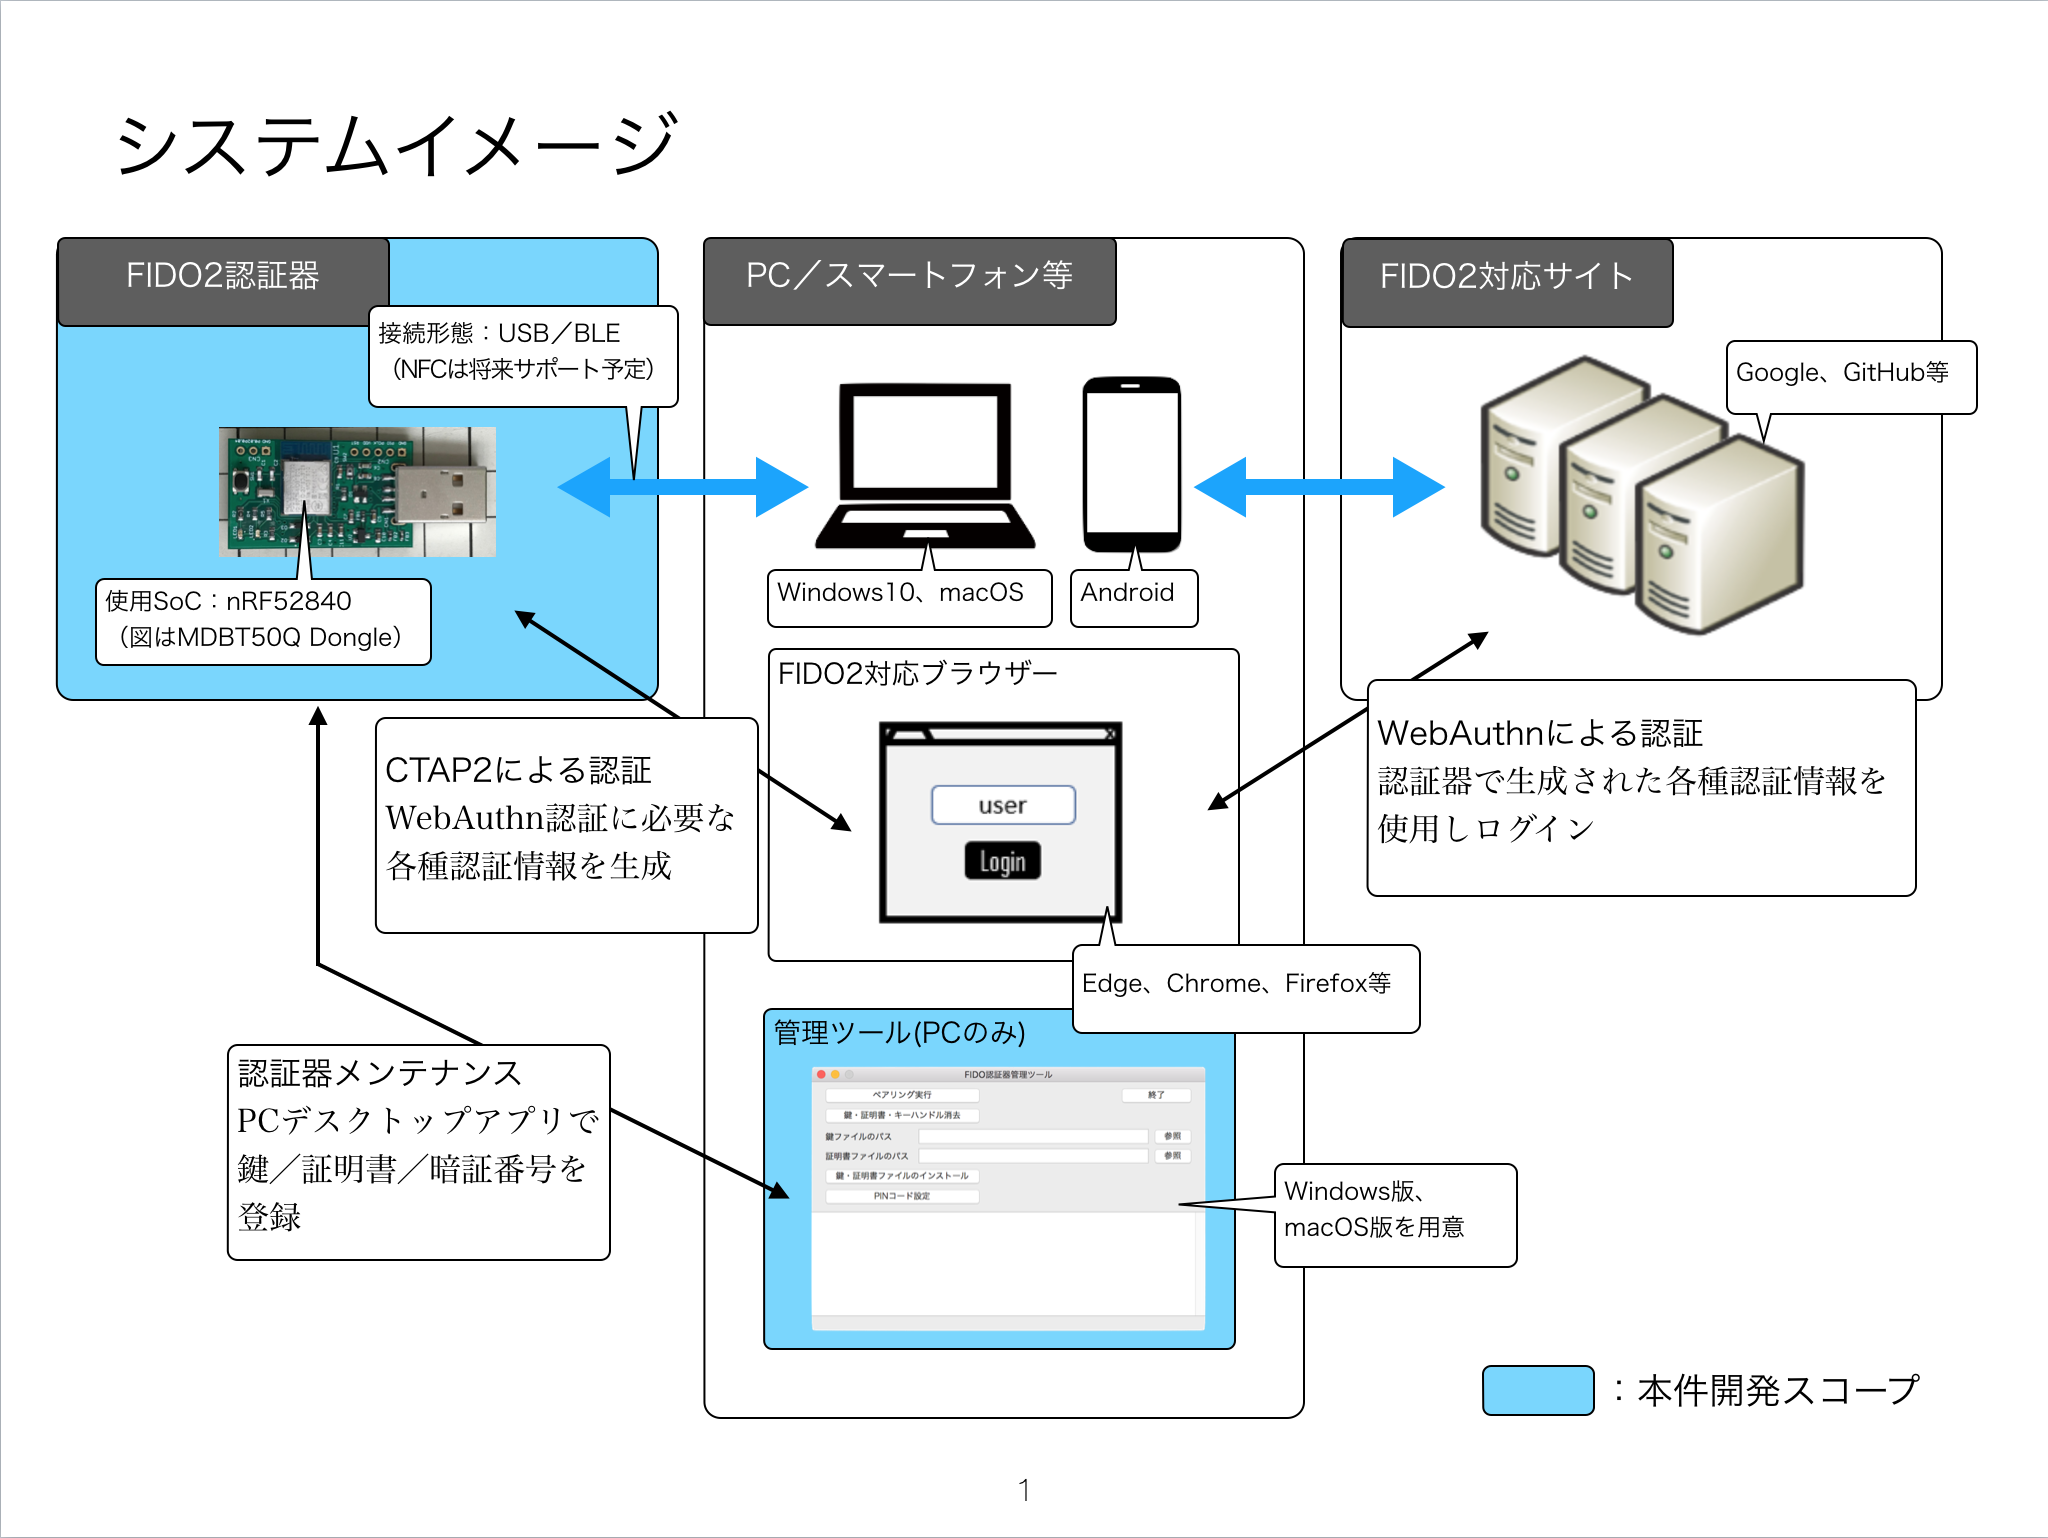 システムイメージ
FIDO2認証器
接続形態：USB／BLE
（NFCは将来サポート予定）
使用SoC：nRF52840
（図はMDBT50Q Dongle）
PC／スマートフォン等
Windows10、macOS
Android
FIDO2対応サイト
Google、GitHub等
FIDO2対応ブラウザー
user
Login
Edge、Chrome、Firefox等
CTAP2による認証
WebAuthn認証に必要な
各種認証情報を生成
WebAuthnによる認証
認証器で生成された各種認証情報を
使用しログイン
認証器メンテナンス
PCデスクトップアプリで
鍵／証明書／暗証番号を
登録
管理ツール(PCのみ)
FIDO認証器管理ツール
ペアリング実行
終了
鍵・証明書・キーハンドル消去
鍵ファイルのパス
参照
証明書ファイルのパス
参照
鍵・証明書ファイルのインストール
PINコード設定
Windows版、
macOS版を用意
：本件開発スコープ
1